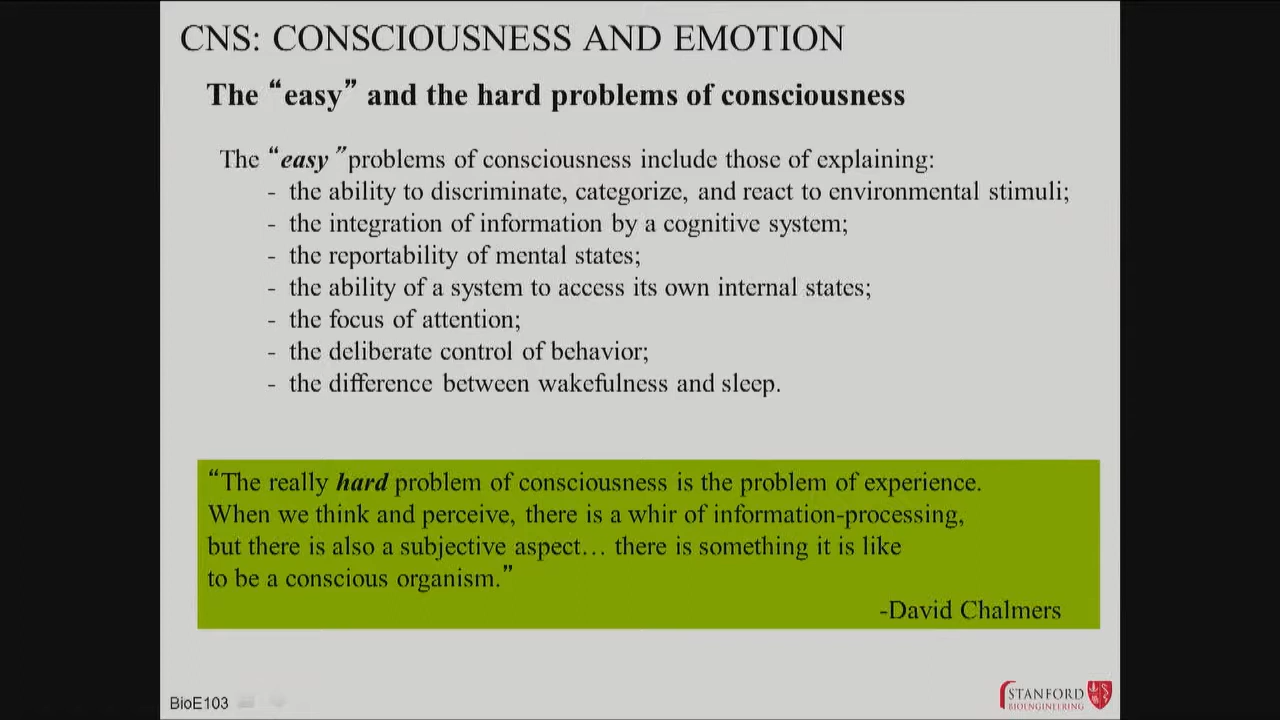 CNS: CONSCIOUSNESS AND EMOTION
The “easy” and the hard problems of consciousness
The “easy” problems of consciousness include those of explaining:
- the ability to discriminate, categorize, and react to environmental stimuli;
- the integration of information by a cognitive system;
- the reportability of mental states;
- the ability of a system to access its own internal states;
- the focus of attention;
- the deliberate control of behavior;
- the difference between wakefulness and sleep.
“The really hard problem of consciousness is the problem of experience.
When we think and perceive, there is a whir of information-processing,
but there is also a subjective aspect… there is something it is like
to be a conscious organism.”
-David Chalmers
BioE103
STANFORD
BIOENGINEERING